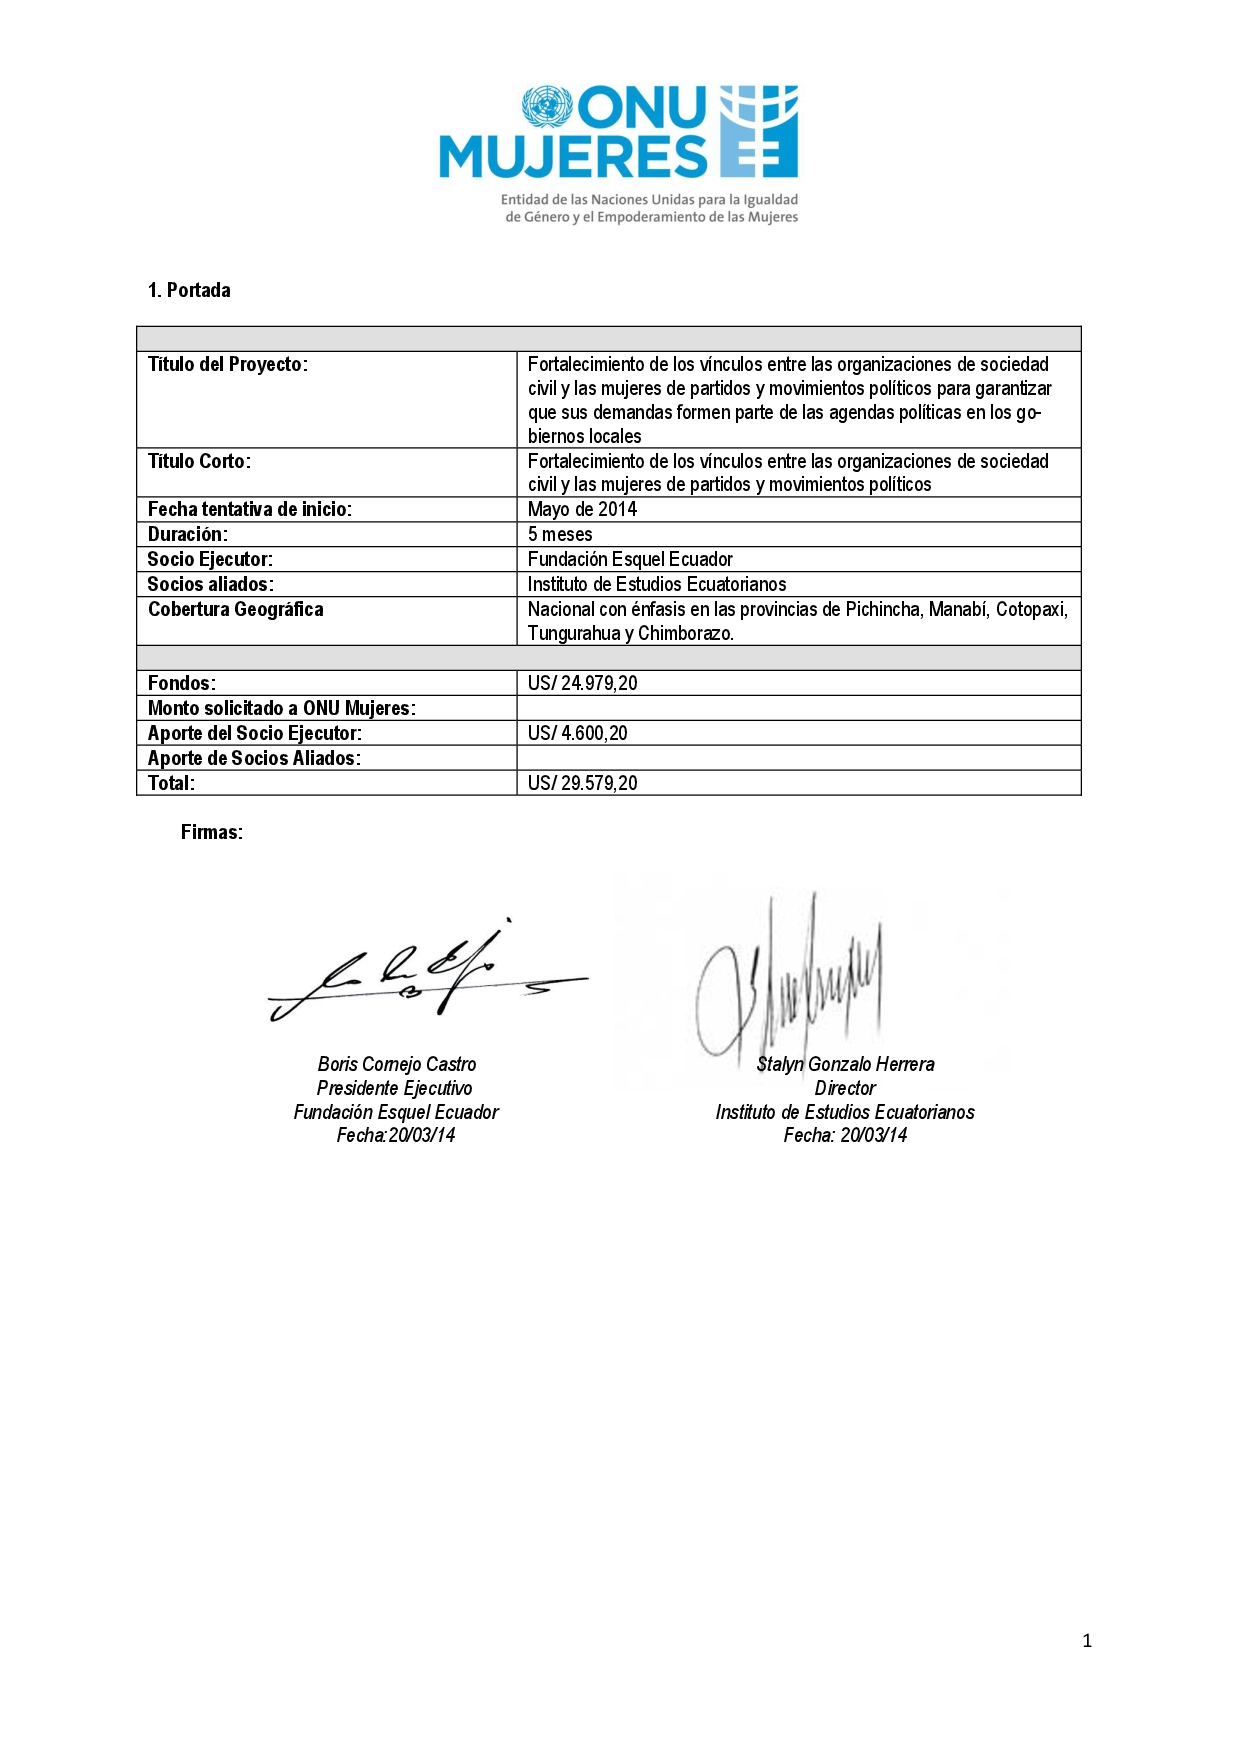 ONU
MUJERES
Entidad de las Naciones Unidas para la Igualdad
de Género y el Empoderamiento de las Mujeres
1. Portada
Título del Proyecto:
Fortalecimiento de los vínculos entre las organizaciones de sociedad
civil y las mujeres de partidos y movimientos políticos para garantizar
que sus demandas formen parte de las agendas políticas en los go-
biernos locales
Título Corto:
Fortalecimiento de los vínculos entre las organizaciones de sociedad
civil y las mujeres de partidos y movimientos políticos
Fecha tentativa de inicio: Mayo de 2014
Duración: 5 meses
Socio Ejecutor: Fundación Esquel Ecuador
Socios aliados: Instituto de Estudios Ecuatorianos
Cobertura Geográfica Nacional con énfasis en las provincias de Pichincha, Manabí, Cotopaxi,
Tungurahua y Chimborazo.
Fondos: US/ 24.979,20
Monto solicitado a ONU Mujeres:
Aporte del Socio Ejecutor: US/ 4.600,20
Aporte de Socios Aliados:
Total: US/ 29.579,20
Firmas:
Boris Cornejo Castro
Presidente Ejecutivo
Fundación Esquel Ecuador
Fecha:20/03/14
Stalyn Gonzalo Herrera
Director
Instituto de Estudios Ecuatorianos
Fecha: 20/03/14
1